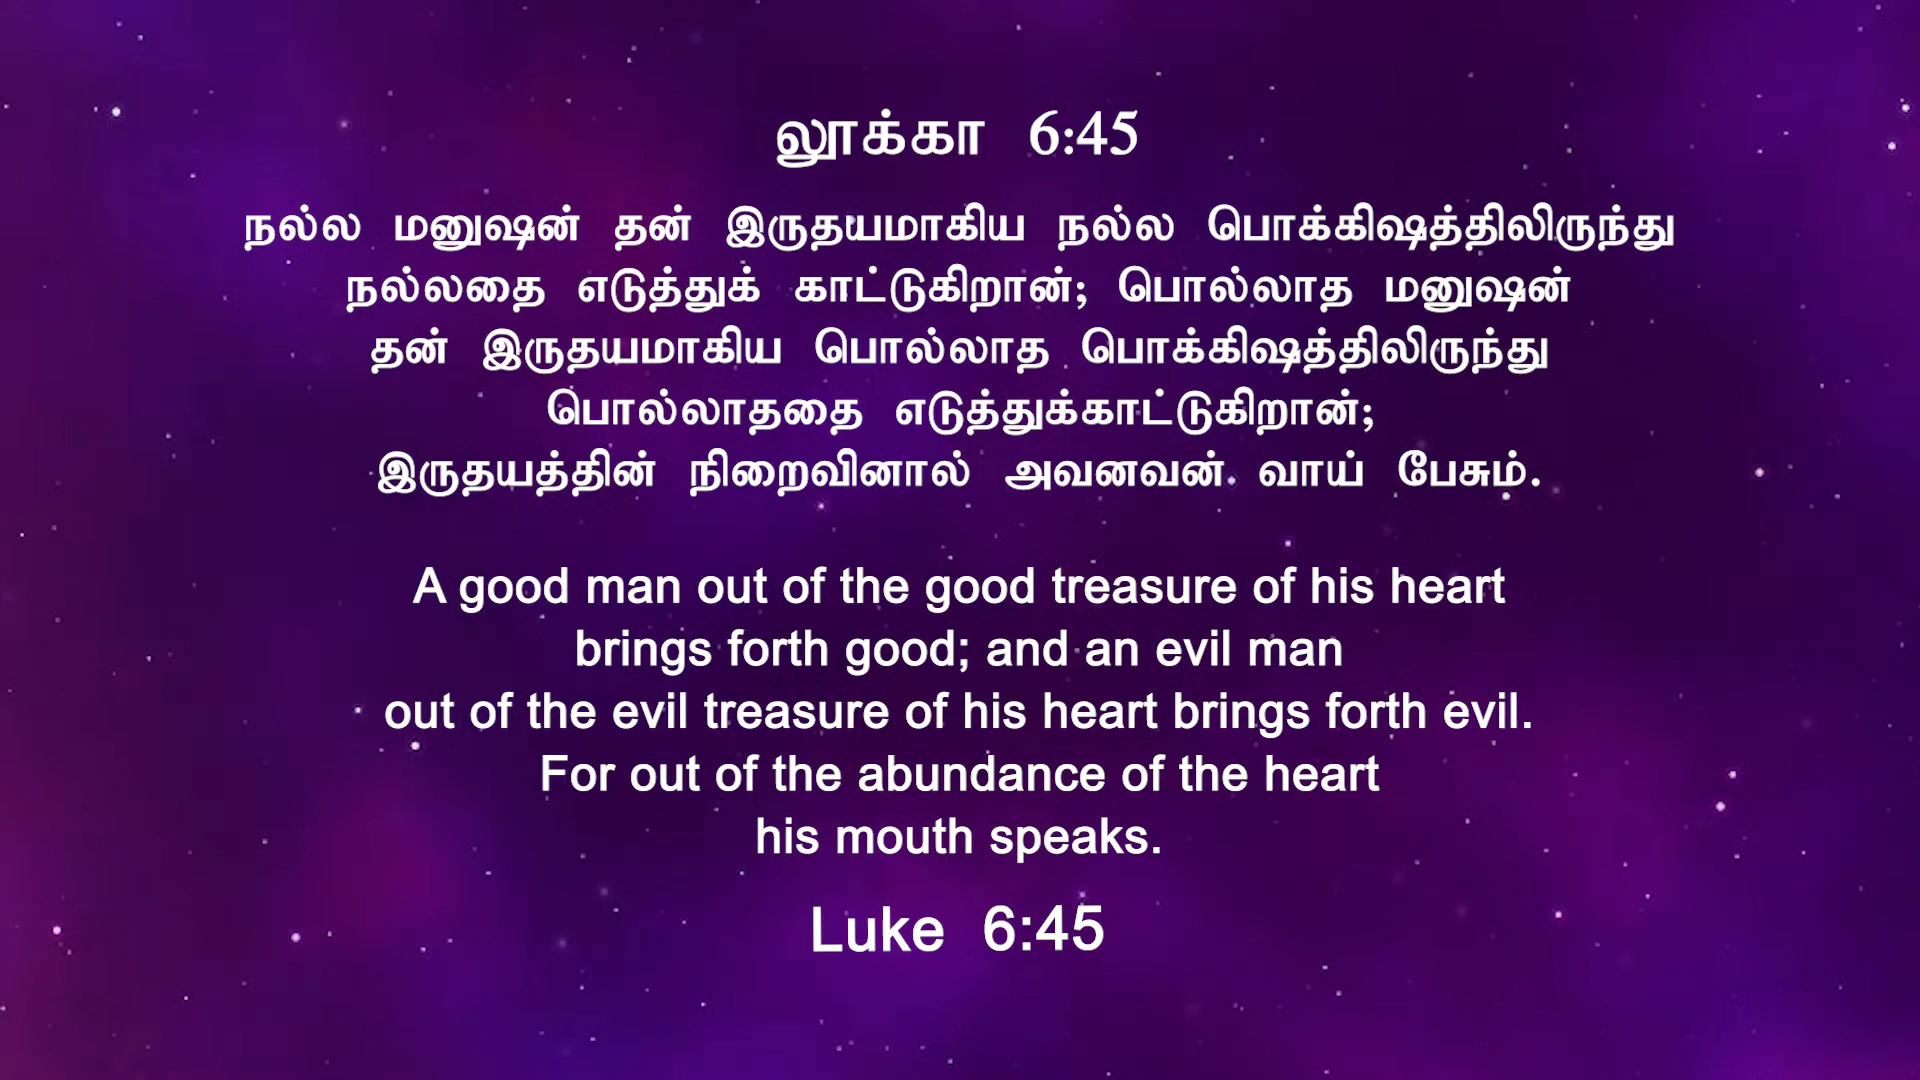 லூக்கா 6:45
நல்ல மனுஷன் தன் இருதயமாகிய நல்ல பொக்கிஷத்திலிருந்து
நல்லதை எடுத்துக் காட்டுகிறான்; பொல்லாத மனுஷன்
தன் இருதயமாகிய பொல்லாத பொக்கிஷத்திலிருந்து
பொல்லாததை எடுத்துக்காட்டுகிறான்;
இருதயத்தின் நிறைவினால் அவனவன் வாய் பேசும்.
A good man out of the good treasure of his heart
brings forth good; and an evil man
out of the evil treasure of his heart brings forth evil.
For out of the abundance of the heart
his mouth speaks.
Luke 6:45